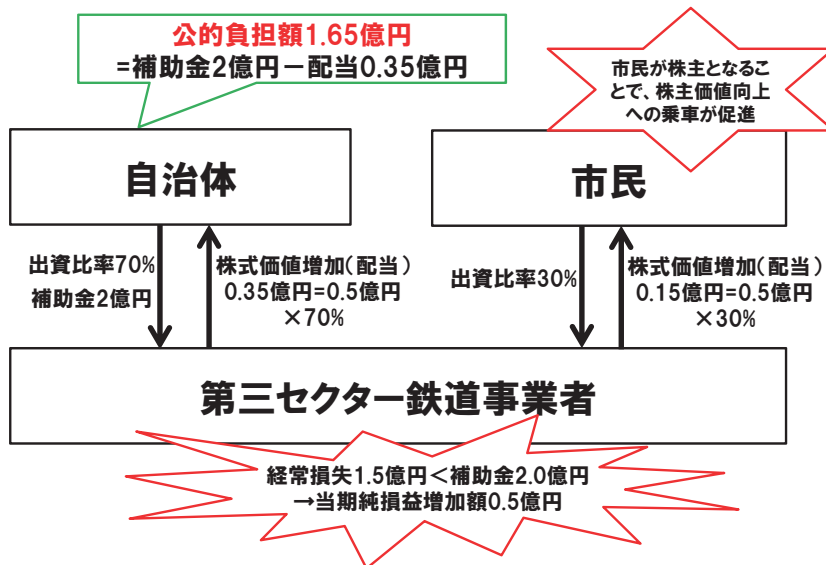 公的負担額1.65億円
=補助金2億円－配当0.35億円
市民が株主となるこ
とで、株主価値向上
への乗車が促進
自治体
市民
出資比率70%
補助金2億円
株式価値増加(配当)
0.35億円=0.5億円
×70%
出資比率30%
株式価値増加(配当)
0.15億円=0.5億円
×30%
第三セクター鉄道事業者
経常損失1.5億円＜補助金2.0億円
→当期純損益増加額0.5億円